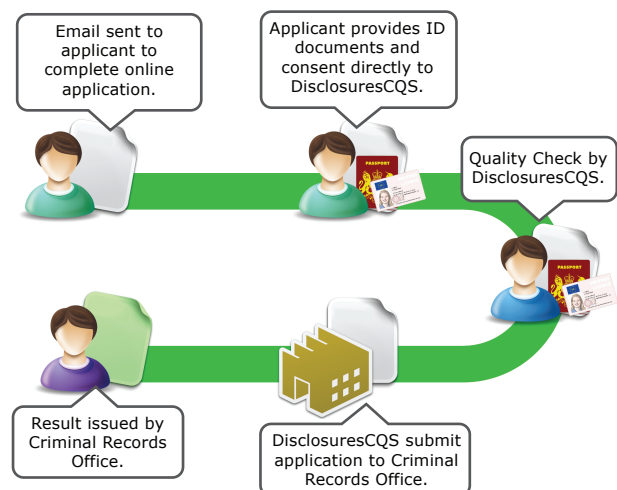 Email sent to
applicant to
complete online
application.
Applicant provides ID
documents and
consent directly to
DisclosuresCQS.
PASSPORT
Quality Check by
DisclosuresCQS.
PASSPORT
DisclosuresCQS submit
application to Criminal
Records Office.
Result issued by
Criminal Records
Office.